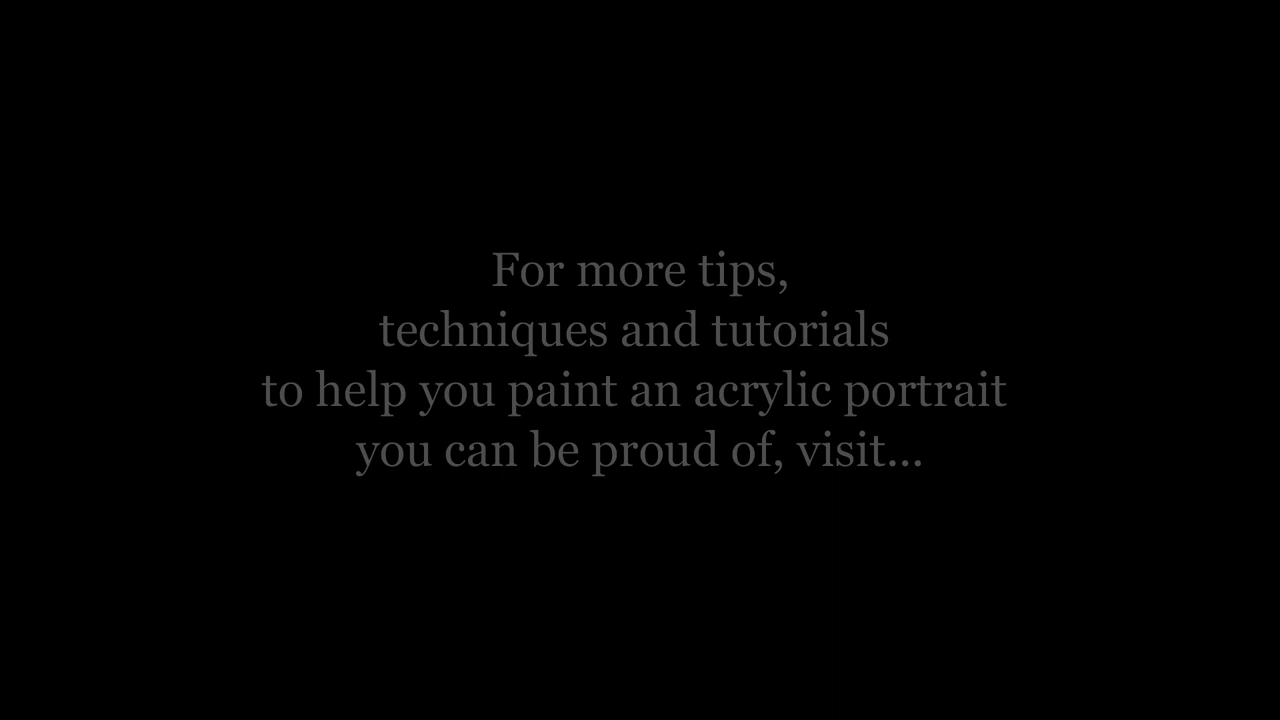 For more tips,
techniques and tutorials
to help you paint an acrylic portrait
you can be proud of, visit...